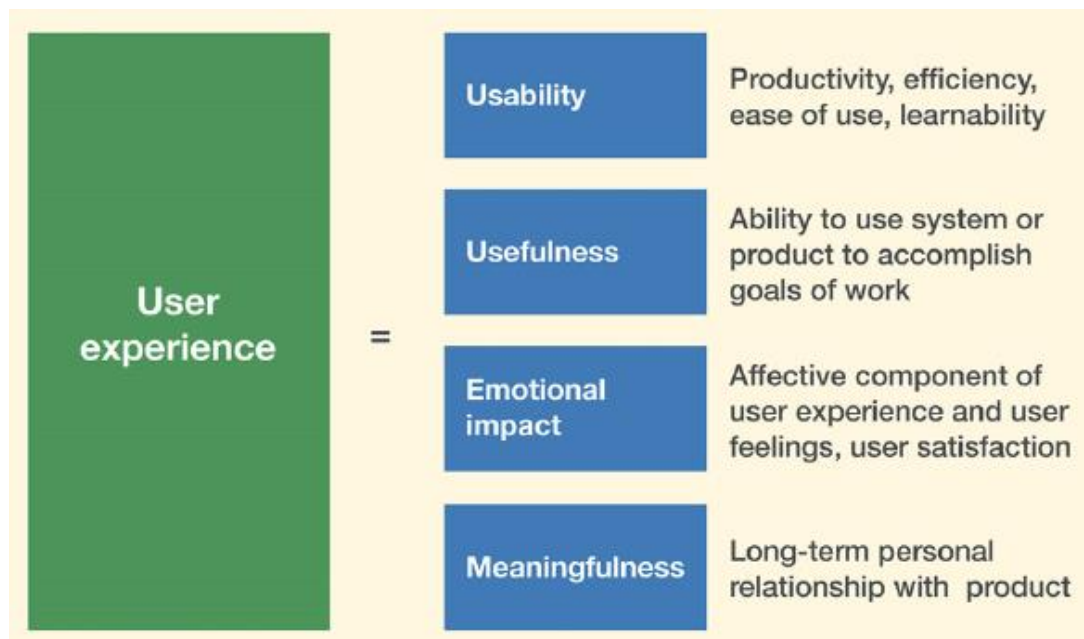 User
experience
=
Usability
Productivity, efficiency,
ease of use, learnability
Usefulness
Ability to use system or
product to accomplish
goals of work
Emotional
impact
Affective component of
user experience and user
feelings, user satisfaction
Meaningfulness
Long-term personal
relationship with product